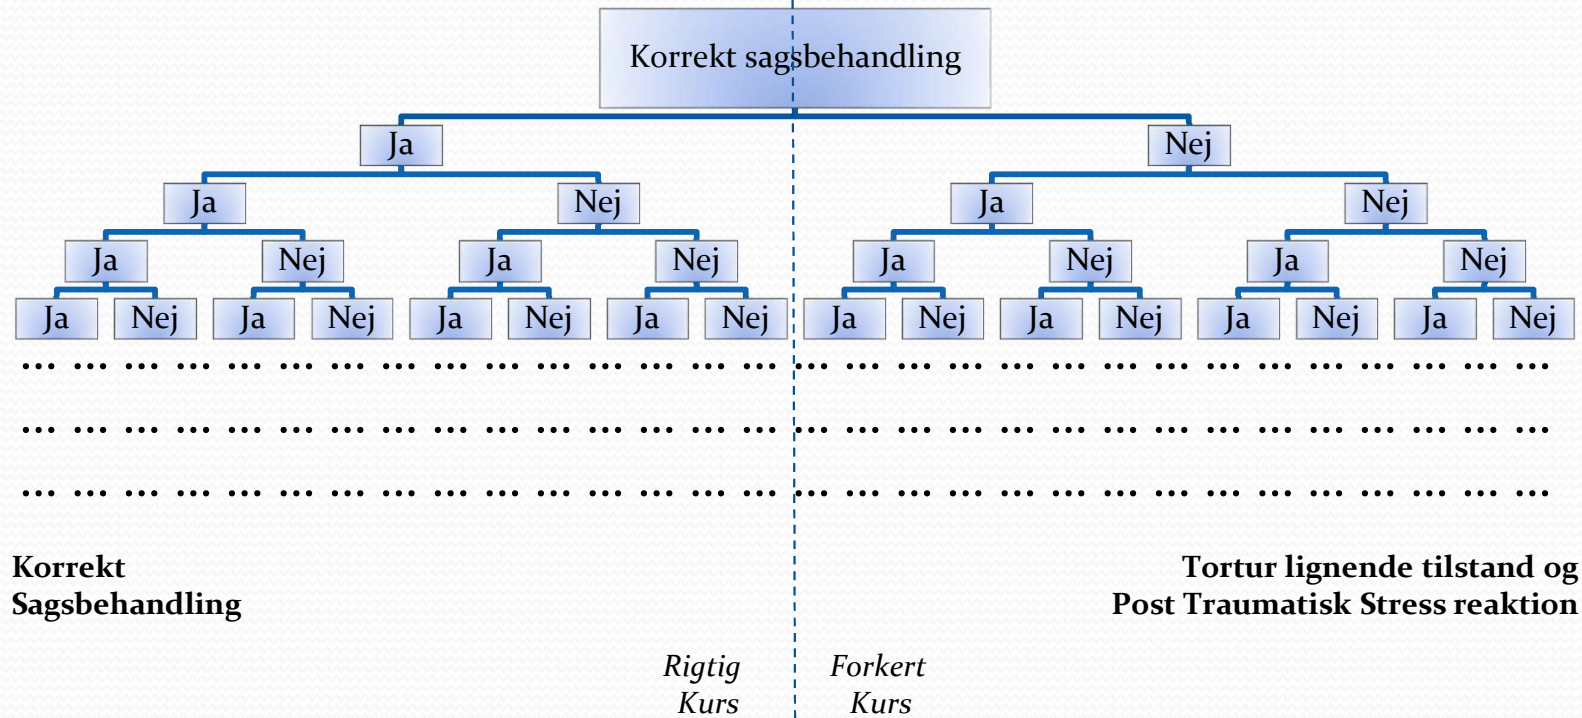 Korrekt sagsbehandling
Ja Nej
Ja Nej Ja Nej
Ja Nej Ja Nej Ja Nej Ja Nej
Ja Nej Ja Nej Ja Nej Ja Nej Ja Nej Ja Nej Ja Nej Ja Nej
... ... ... ... ... ... ... ... ... ... ... ... ... ... ... ... ... ... ... ... ... ... ... ... ... ... ... ... ... ...
... ... ... ... ... ... ... ... ... ... ... ... ... ... ... ... ... ... ... ... ... ... ... ... ... ... ... ... ... ...
... ... ... ... ... ... ... ... ... ... ... ... ... ... ... ... ... ... ... ... ... ... ... ... ... ... ... ... ... ...
Korrekt
Sagsbehandling
Tortur lignende tilstand og
Post Traumatisk Stress reaktion
Rigtig
Kurs
Forkert
Kurs